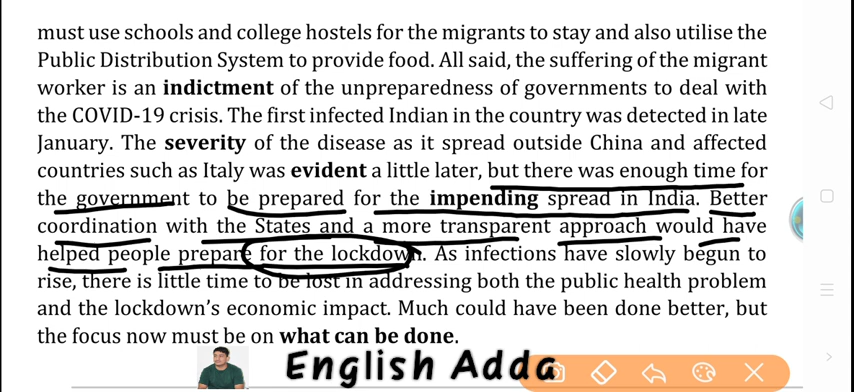 must use schools and college hostels for the migrants to stay and also utilise the
Public Distribution System to provide food. All said, the suffering of the migrant
worker is an indictment of the unpreparedness of governments to deal with
the COVID-19 crisis. The first infected Indian in the country was detected in late
January. The severity of the disease as it spread outside China and affected
countries such as Italy was evident a little later, but there was enough time for
the government to be prepared for the impending spread in India. Better
coordination with the States and a more transparent approach would have
helped people prepare for the lockdown. As infections have slowly begun to
rise, there is little time to be lost in addressing both the public health problem
and the lockdown's economic impact. Much could have been done better, but
the focus now must be on what can be done.
English Adda